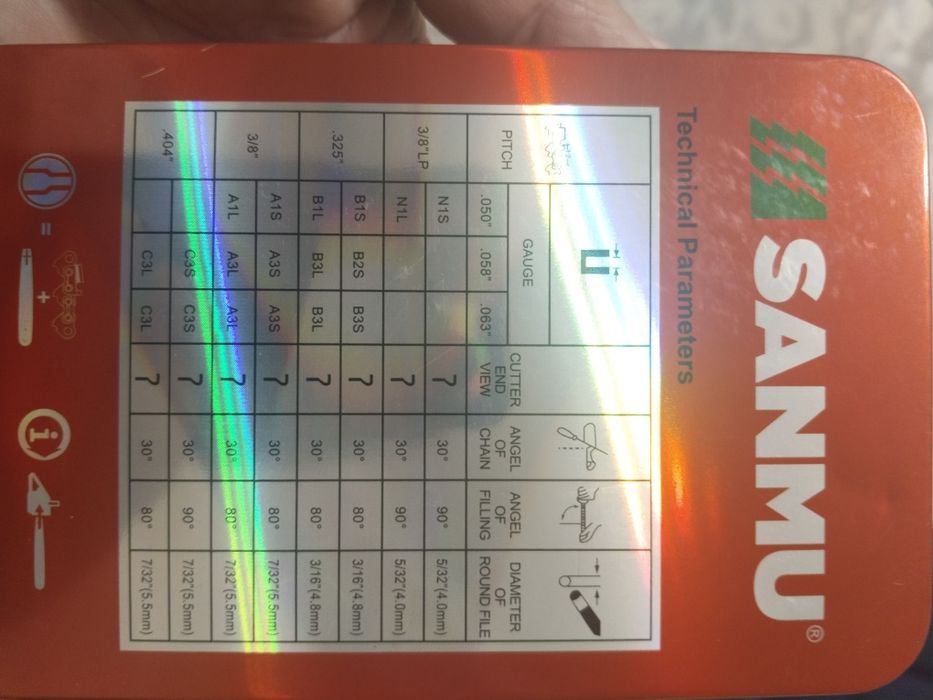 SANMU®
Technical Parameters
PITCH GAUGE CUTTER END VIEW ANGEL OF CHAIN ANGEL OF FILLING DIAMETER OF ROUND FILE
.050" .058" .063"
3/8"LP N1S 30° 90° 5/32"(4.0mm)
N1L 30° 90° 5/32"(4.0mm)
.325" B1S B2S B3S 30° 80° 3/16"(4.8mm)
B1L B3L B3L 30° 80° 3/16"(4.8mm)
3/8" A1S A3S A3S 30° 80° 7/32"(5.5mm)
A1L A3L A3L 30° 80° 7/32"(5.5mm)
.404" C3S C3S 30° 90° 7/32"(5.5mm)
C3L C3L 30° 80° 7/32"(5.5mm)
= + i